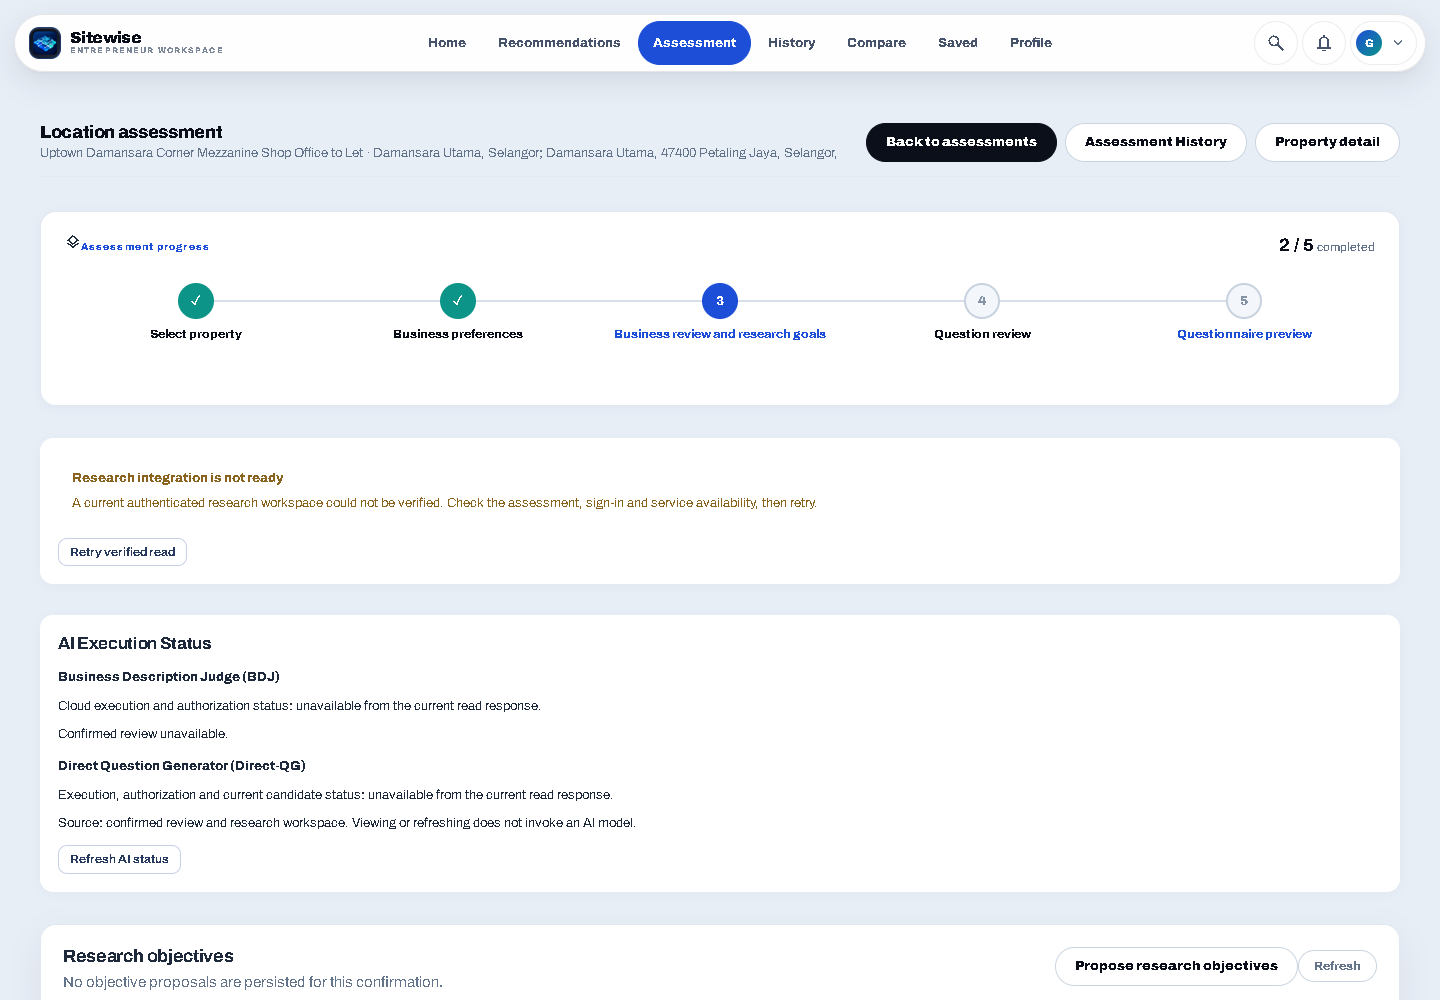 Sitewise
ENTREPRENEUR WORKSPACE
Home
Recommendations
Assessment
History
Compare
Saved
Profile
G
Location assessment
Uptown Damansara Corner Mezzanine Shop Office to Let · Damansara Utama, Selangor; Damansara Utama, 47400 Petaling Jaya, Selangor,
Back to assessments
Assessment History
Property detail
Assessment progress
2 / 5 completed
✓
✓
3
4
5
Select property
Business preferences
Business review and research goals
Question review
Questionnaire preview
Research integration is not ready
A current authenticated research workspace could not be verified. Check the assessment, sign-in and service availability, then retry.
Retry verified read
AI Execution Status
Business Description Judge (BDJ)
Cloud execution and authorization status: unavailable from the current read response.
Confirmed review unavailable.
Direct Question Generator (Direct-QG)
Execution, authorization and current candidate status: unavailable from the current read response.
Source: confirmed review and research workspace. Viewing or refreshing does not invoke an AI model.
Refresh AI status
Research objectives
No objective proposals are persisted for this confirmation.
Propose research objectives
Refresh